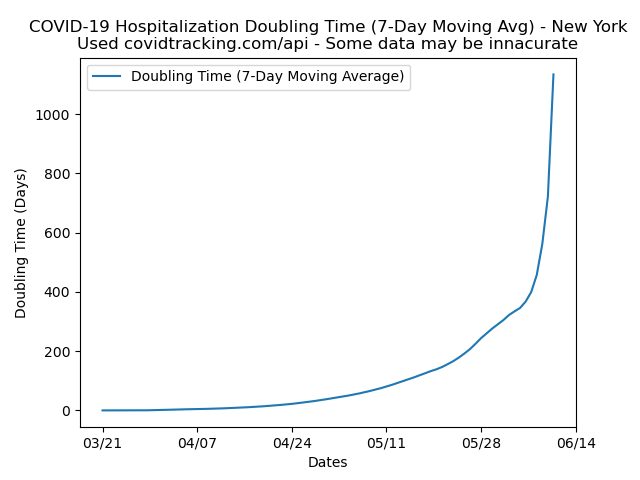 COVID-19 Hospitalization Doubling Time (7-Day Moving Avg) - New York
Used covidtracking.com/api - Some data may be innacurate
Doubling Time (7-Day Moving Average)
Doubling Time (Days)
1000
800
600
400
200
0
03/21
04/07
04/24
05/11
05/28
06/14
Dates